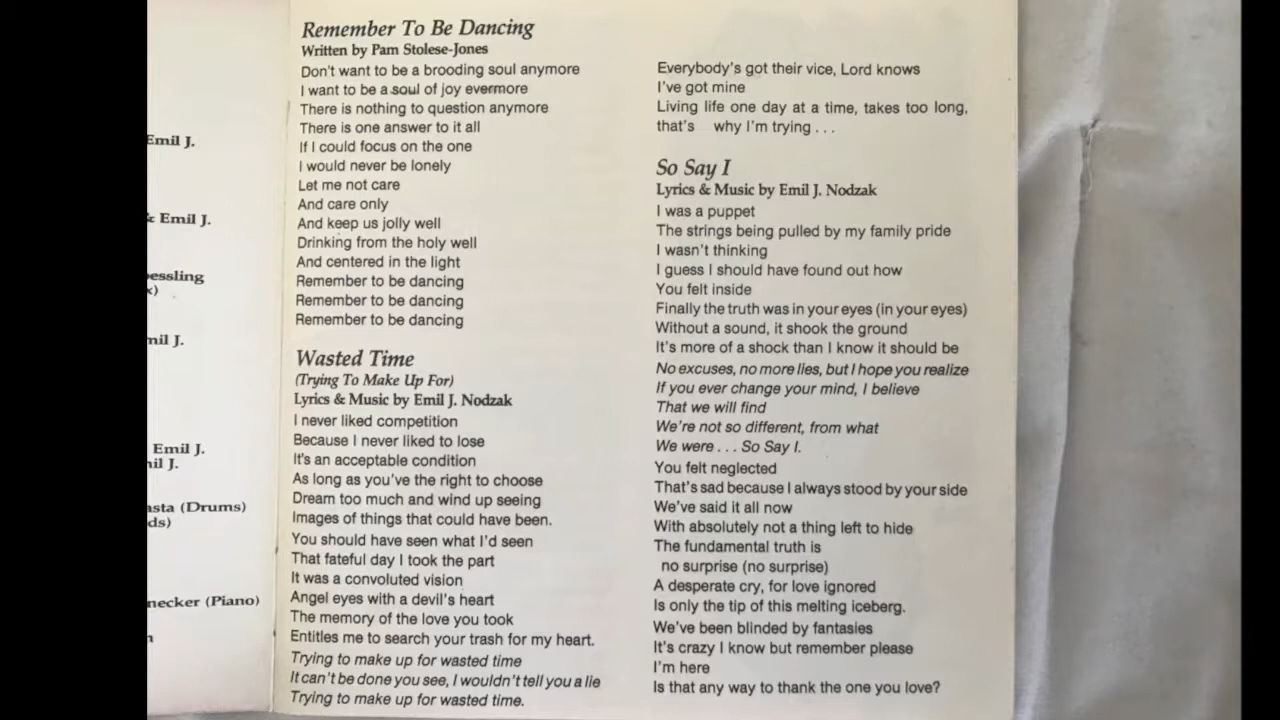 Emil J.
& Emil J.
essling
x)
nil J.
Emil J.
nil J.
asta (Drums)
ds)
necker (Piano)
n
Remember To Be Dancing
Written by Pam Stolese-Jones
Don't want to be a brooding soul anymore
I want to be a soul of joy evermore
There is nothing to question anymore
There is one answer to it all
If I could focus on the one
I would never be lonely
Let me not care
And care only
And keep us jolly well
Drinking from the holy well
And centered in the light
Remember to be dancing
Remember to be dancing
Remember to be dancing
Wasted Time
(Trying To Make Up For)
Lyrics & Music by Emil J. Nodzak
I never liked competition
Because I never liked to lose
It's an acceptable condition
As long as you've the right to choose
Dream too much and wind up seeing
Images of things that could have been.
You should have seen what I'd seen
That fateful day I took the part
It was a convoluted vision
Angel eyes with a devil's heart
The memory of the love you took
Entitles me to search your trash for my heart.
Trying to make up for wasted time
It can't be done you see, I wouldn't tell you a lie
Trying to make up for wasted time.
Everybody's got their vice, Lord knows
I've got mine
Living life one day at a time, takes too long,
that's why I'm trying . . .
So Say I
Lyrics & Music by Emil J. Nodzak
I was a puppet
The strings being pulled by my family pride
I wasn't thinking
I guess I should have found out how
You felt inside
Finally the truth was in your eyes (in your eyes)
Without a sound, it shook the ground
It's more of a shock than I know it should be
No excuses, no more lies, but I hope you realize
If you ever change your mind, I believe
That we will find
We're not so different, from what
We were . . . So Say I.
You felt neglected
That's sad because I always stood by your side
We've said it all now
With absolutely not a thing left to hide
The fundamental truth is
no surprise (no surprise)
A desperate cry, for love ignored
Is only the tip of this melting iceberg.
We've been blinded by fantasies
It's crazy I know but remember please
I'm here
Is that any way to thank the one you love?